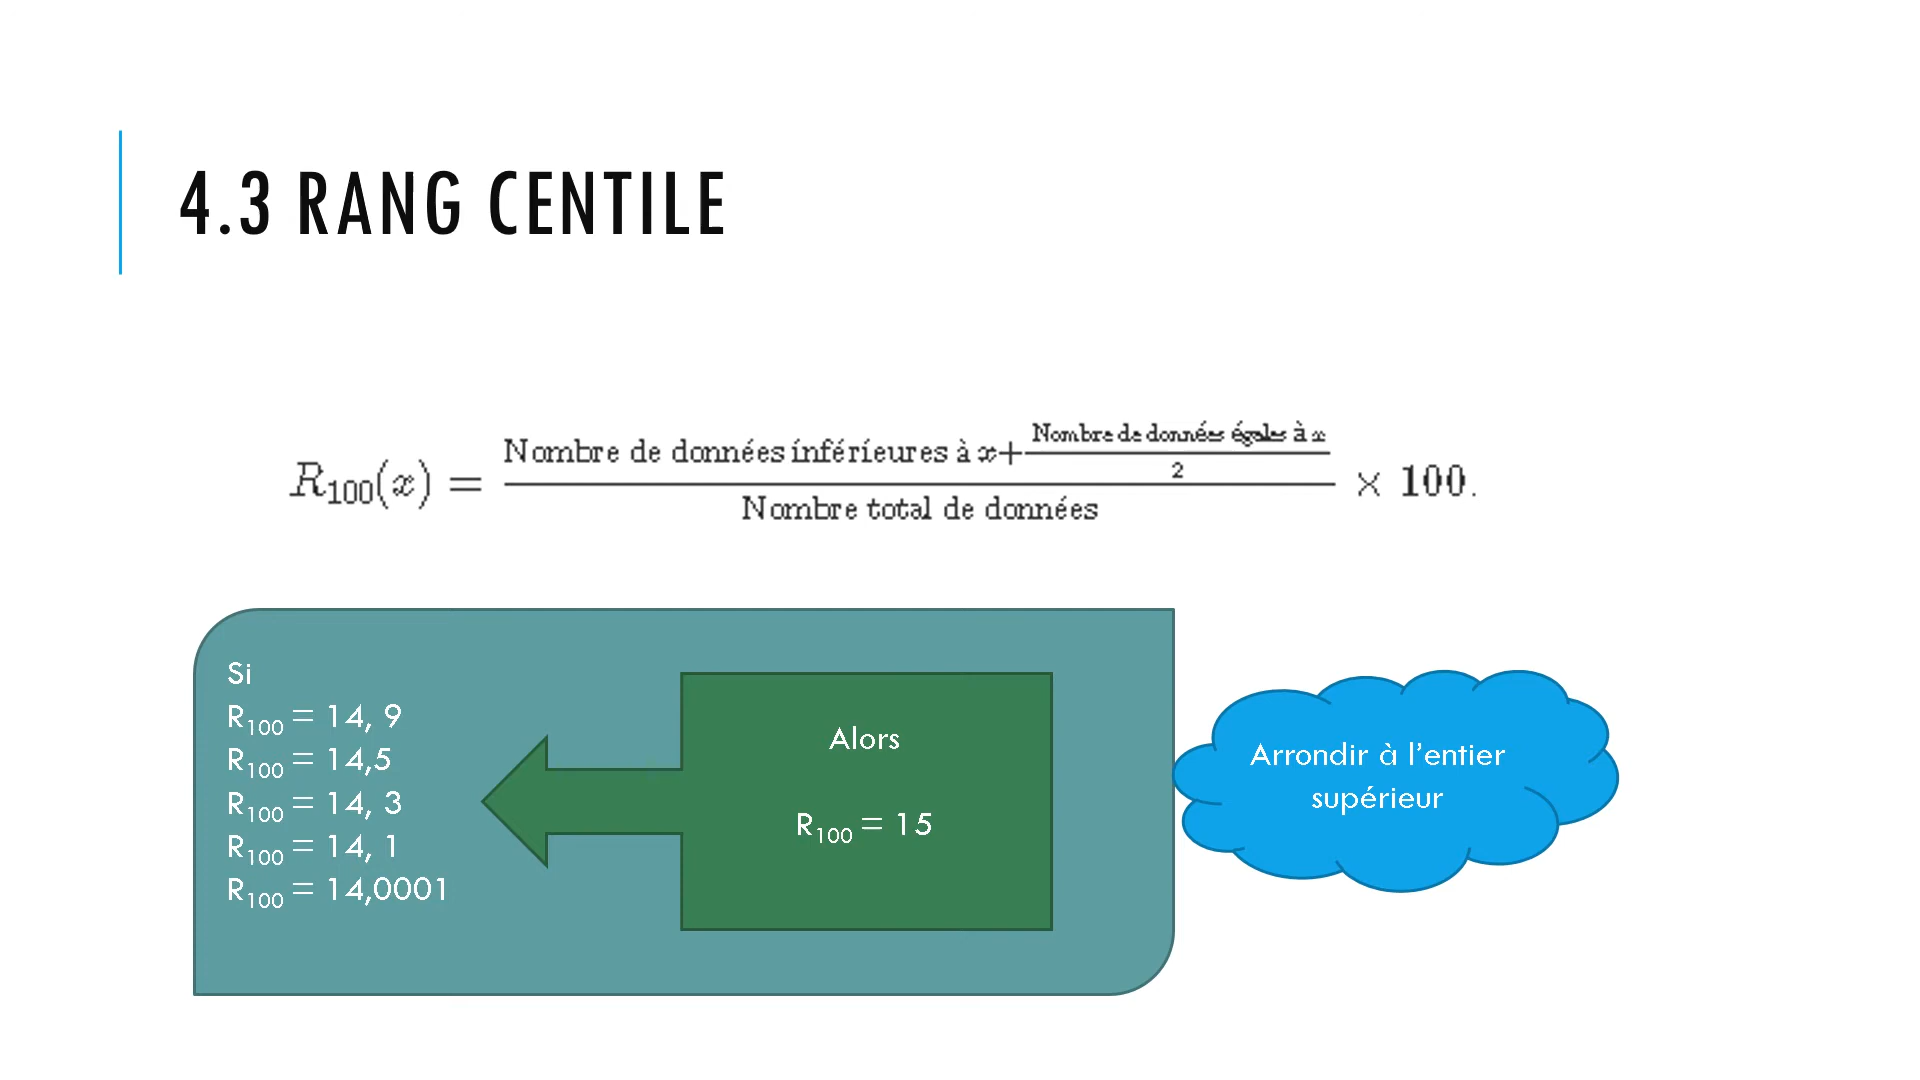 4.3 RANG CENTILE
R₁₀₀(x) = (Nombre de données inférieures à x + (Nombre de données égales à x / 2)) / Nombre total de données × 100.
Si
R₁₀₀ = 14, 9
R₁₀₀ = 14,5
R₁₀₀ = 14, 3
R₁₀₀ = 14, 1
R₁₀₀ = 14,0001
Alors
R₁₀₀ = 15
Arrondir à l’entier
supérieur